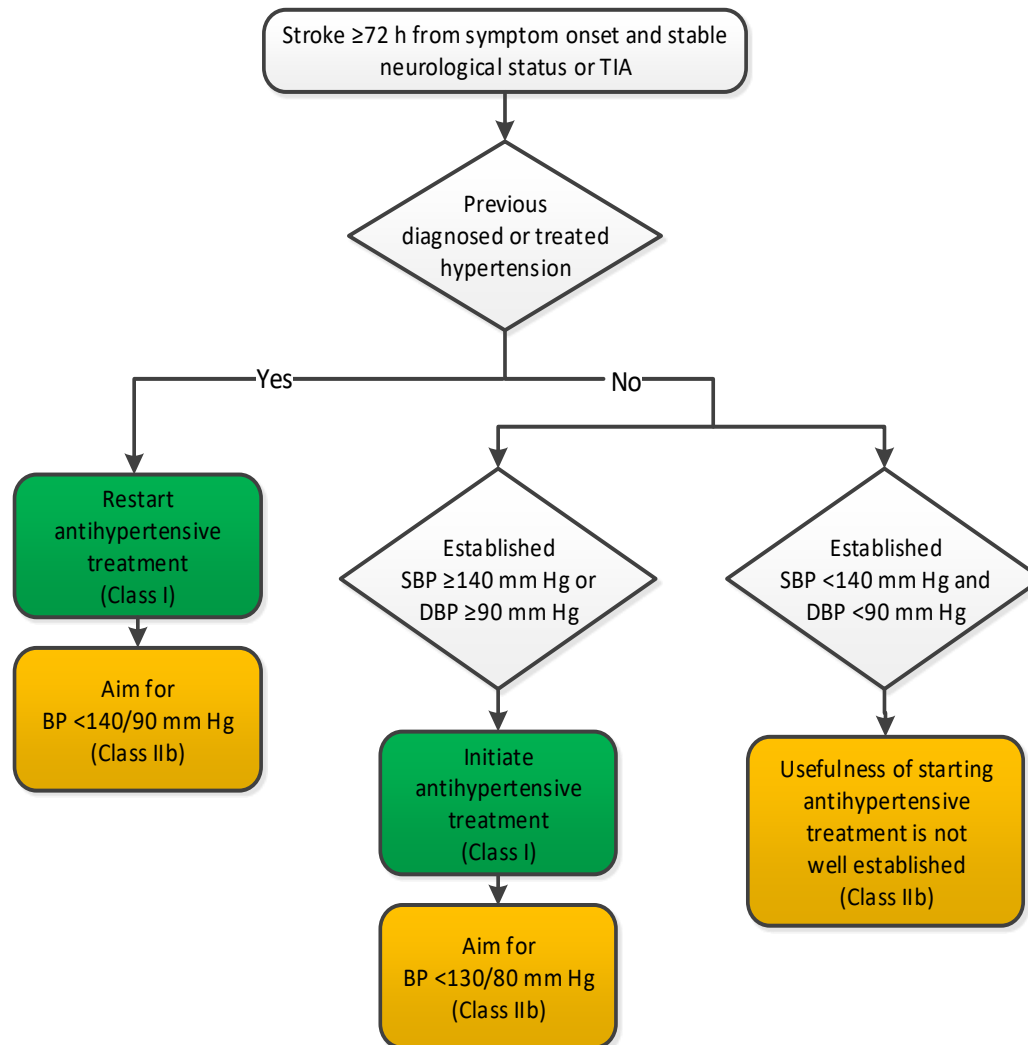 Stroke ≥72 h from symptom onset and stable
neurological status or TIA
Previous
diagnosed or treated
hypertension
Yes
No
Restart
antihypertensive
treatment
(Class I)
Aim for
BP <140/90 mm Hg
(Class IIb)
Established
SBP ≥140 mm Hg or
DBP ≥90 mm Hg
Initiate
antihypertensive
treatment
(Class I)
Aim for
BP <130/80 mm Hg
(Class IIb)
Established
SBP <140 mm Hg and
DBP <90 mm Hg
Usefulness of starting
antihypertensive
treatment is not
well established
(Class IIb)